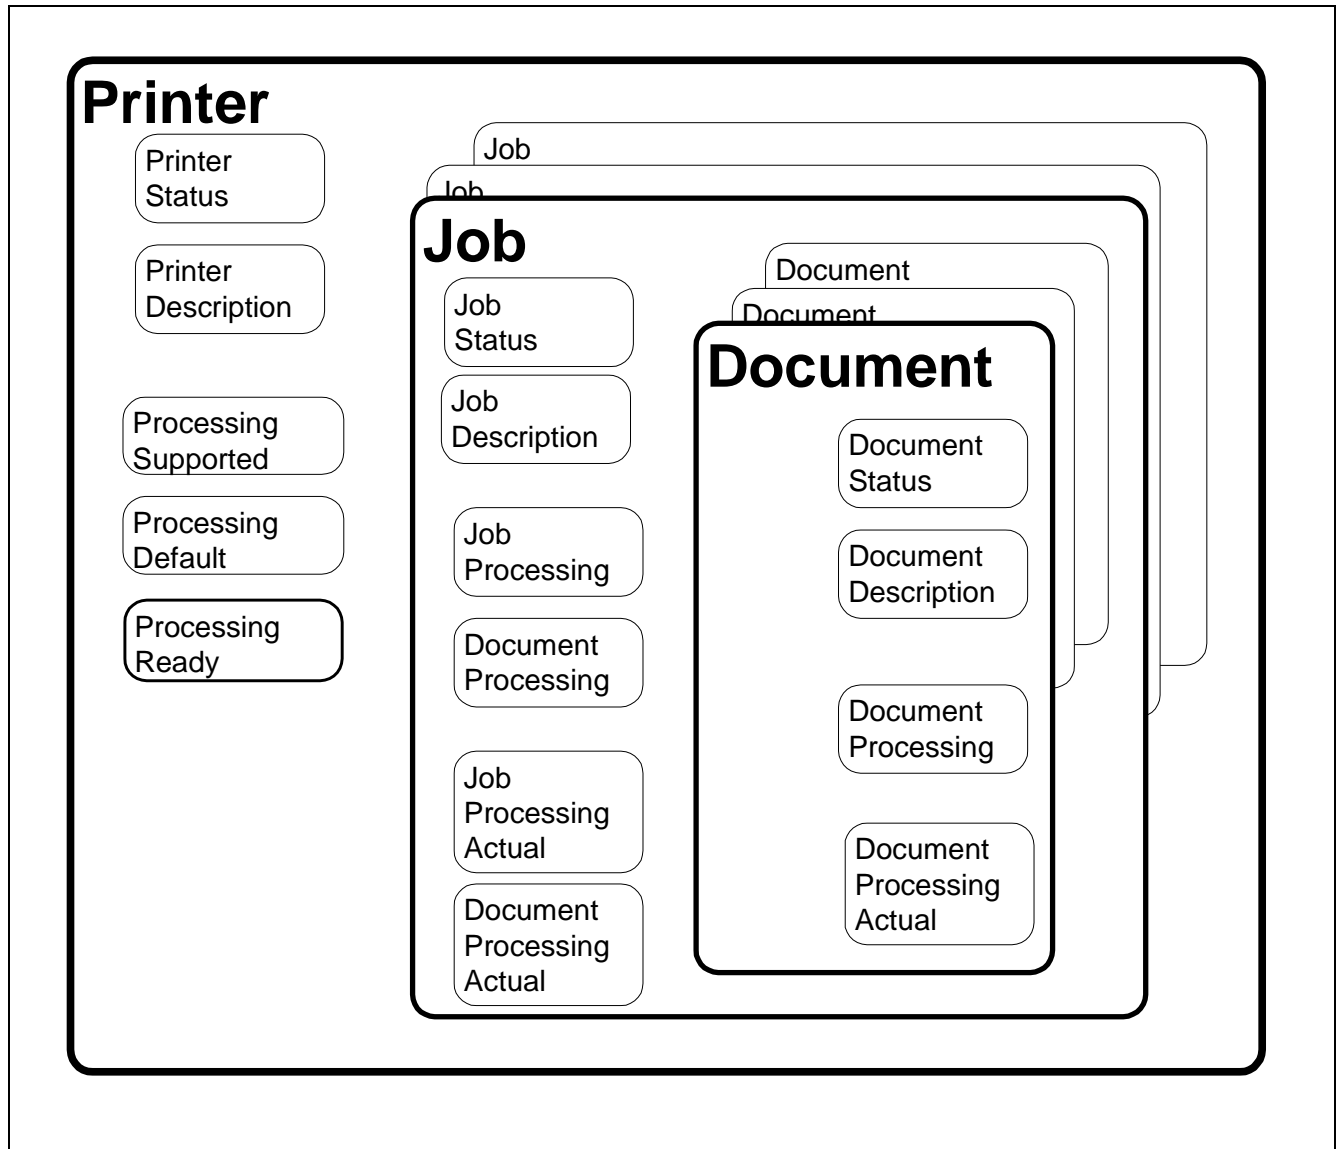 Printer
Printer
Status
Printer
Description
Processing
Supported
Processing
Default
Processing
Ready
Job
Job
Job
Job
Status
Job
Description
Job
Processing
Document
Processing
Job
Processing
Actual
Document
Processing
Actual
Document
Document
Document
Document
Status
Document
Description
Document
Processing
Document
Processing
Actual